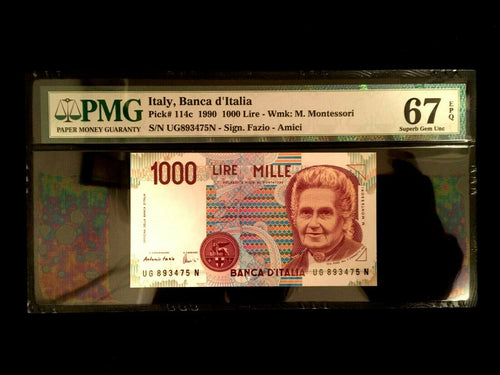 PMG
PAPER MONEY GUARANTY
Italy, Banca d'Italia
Pick# 114c 1990 1000 Lire - Wmk: M. Montessori
S/N UG893475N - Sign. Fazio - Amici
67 EPQ
Superb Gem Unc
1000 LIRE MILLE
BANCA D'ITALIA
UG 893475 N
UG 893475 N